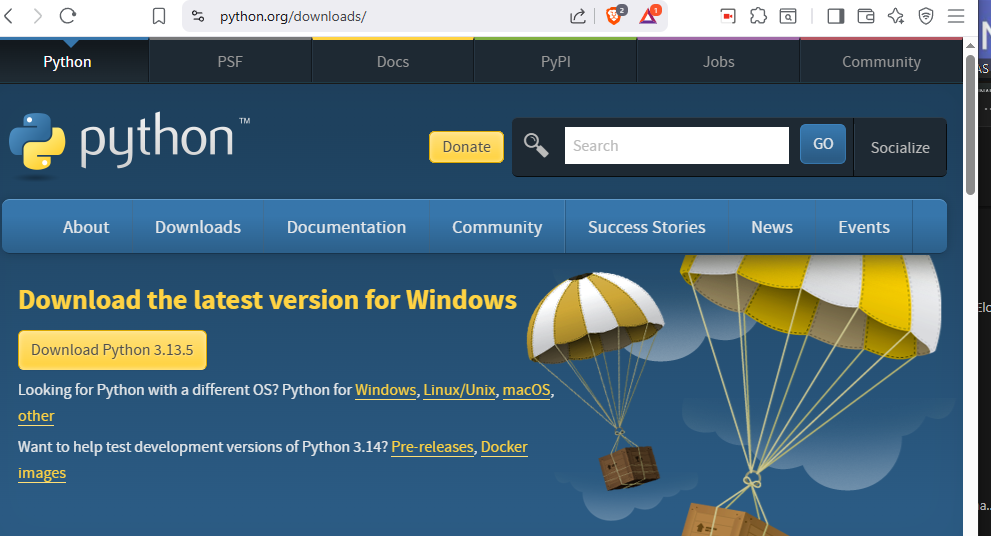 python.org/downloads/
2
1
Python
PSF
Docs
PyPI
Jobs
Community
python™
Donate
Search
GO
Socialize
About
Downloads
Documentation
Community
Success Stories
News
Events
Download the latest version for Windows
Download Python 3.13.5
Looking for Python with a different OS? Python for Windows, Linux/Unix, macOS,
other
Want to help test development versions of Python 3.14? Pre-releases, Docker
images